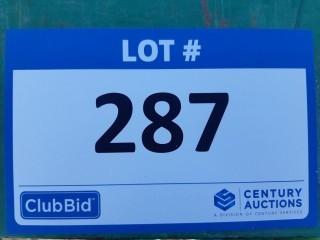 LOT #
287
ClubBid
CENTURY
AUCTIONS
A DIVISION OF CENTURY SERVICES